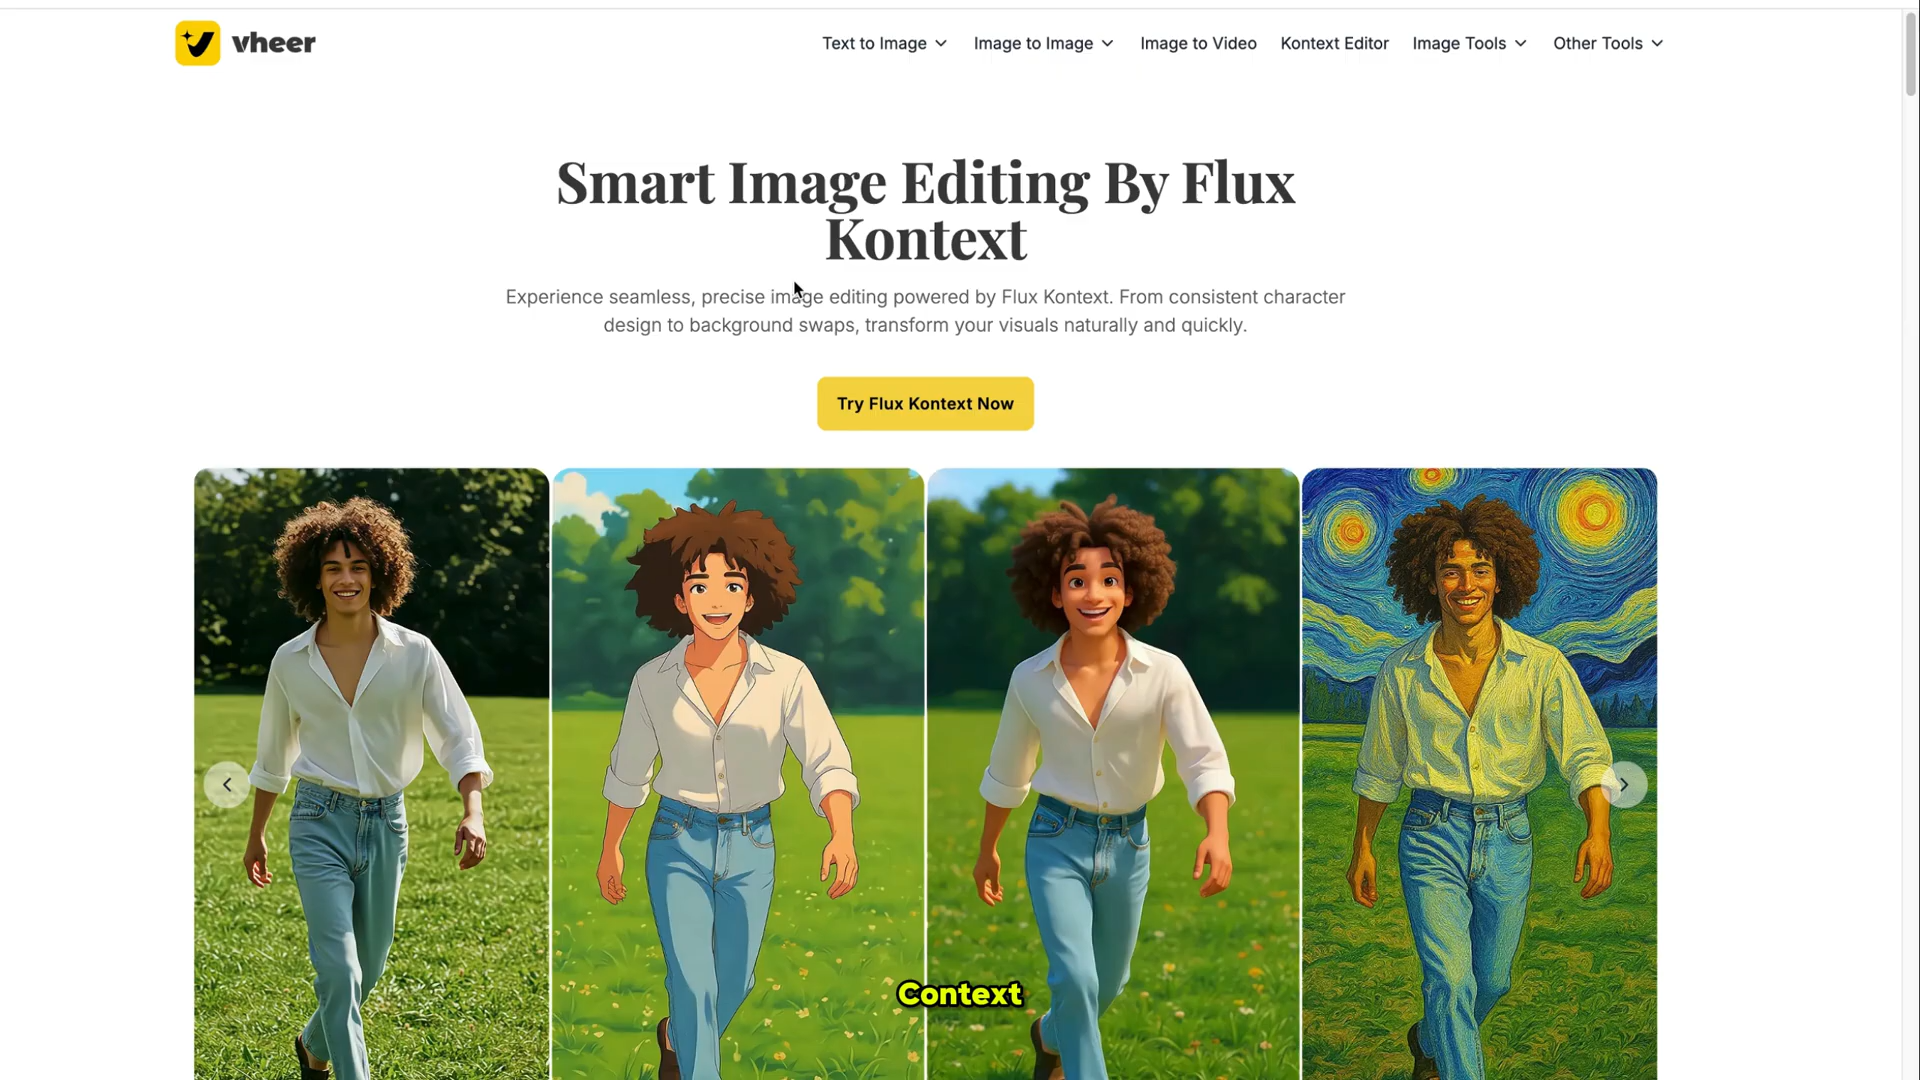 vheer
Text to Image
Image to Image
Image to Video
Kontext Editor
Image Tools
Other Tools
Smart Image Editing By Flux
Kontext
Experience seamless, precise image editing powered by Flux Kontext. From consistent character
design to background swaps, transform your visuals naturally and quickly.
Try Flux Kontext Now
Context